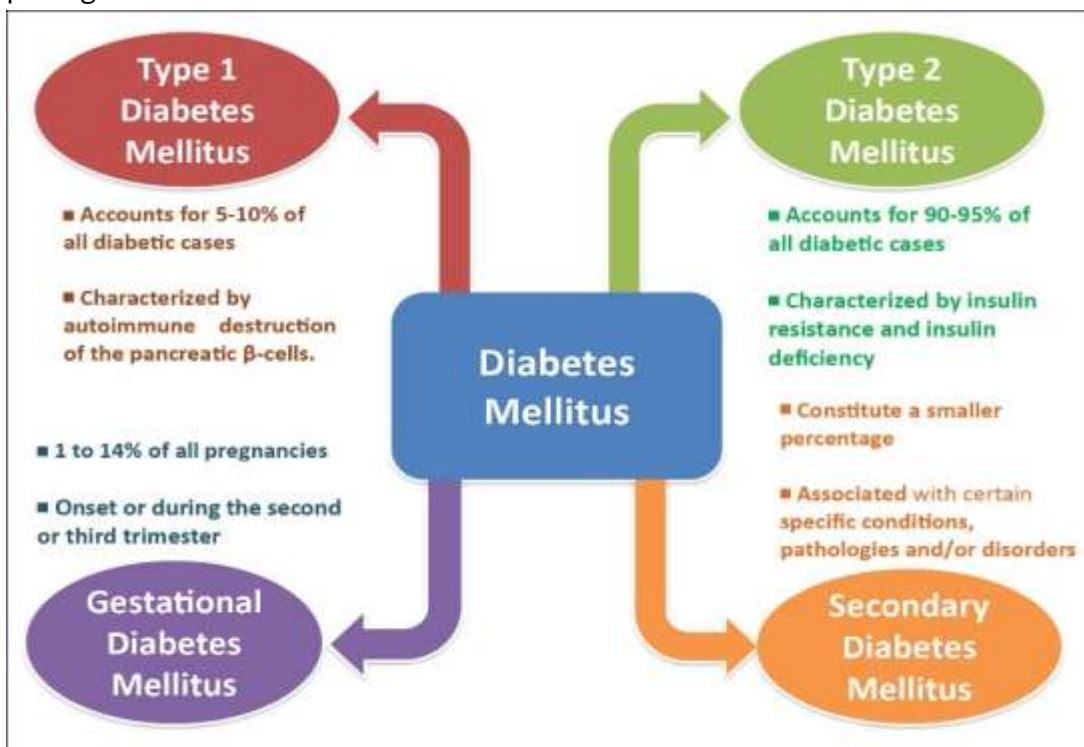 Type 1
Diabetes
Mellitus
■ Accounts for 5-10% of
all diabetic cases
■ Characterized by
autoimmune destruction
of the pancreatic β-cells.
Type 2
Diabetes
Mellitus
■ Accounts for 90-95% of
all diabetic cases
■ Characterized by insulin
resistance and insulin
deficiency
Diabetes
Mellitus
■ 1 to 14% of all pregnancies
■ Onset or during the second
or third trimester
Gestational
Diabetes
Mellitus
■ Constitute a smaller
percentage
■ Associated with certain
specific conditions,
pathologies and/or disorders
Secondary
Diabetes
Mellitus